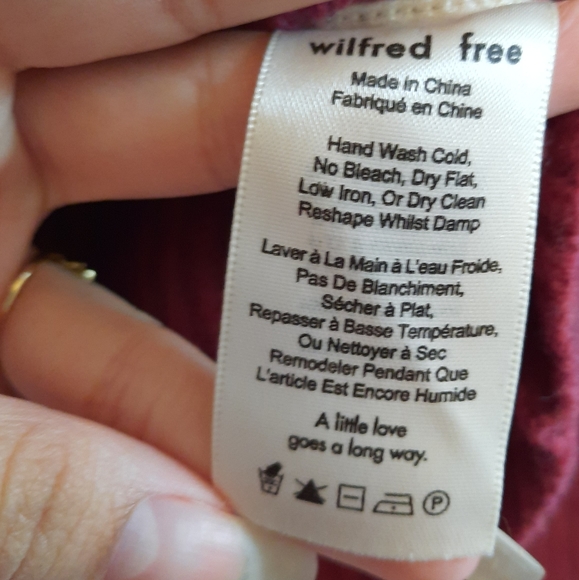 wilfred free
Made in China
Fabriqué en Chine
Hand Wash Cold,
No Bleach, Dry Flat,
Low Iron, Or Dry Clean
Reshape Whilst Damp
Laver à La Main à L'eau Froide,
Pas De Blanchiment,
Sécher à Plat,
Repasser à Basse Température,
Ou Nettoyer à Sec
Remodeler Pendant Que
L'article Est Encore Humide
A little love
goes a long way.
P